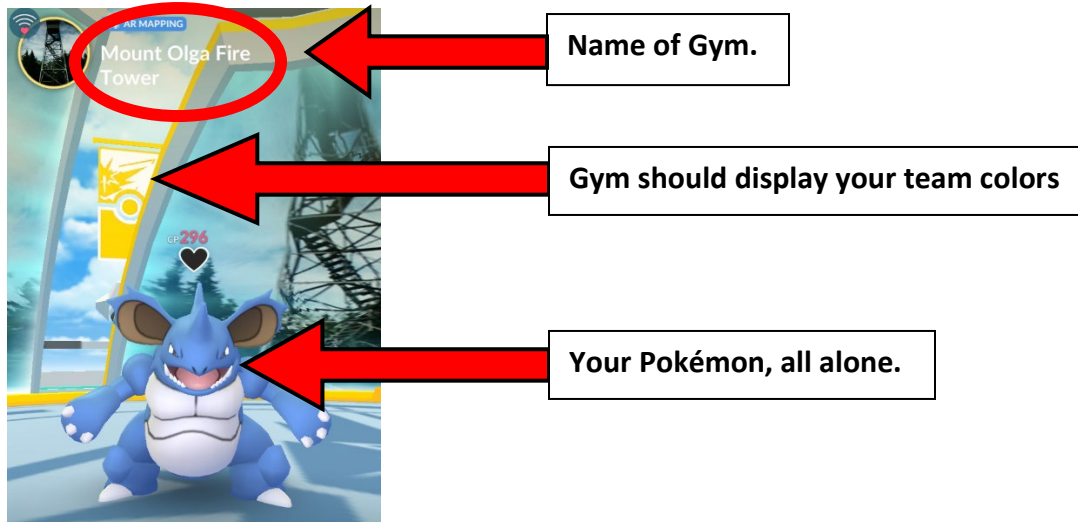 AR MAPPING
Mount Olga Fire
Tower
Name of Gym.
Gym should display your team colors
CP296
Your Pokémon, all alone.